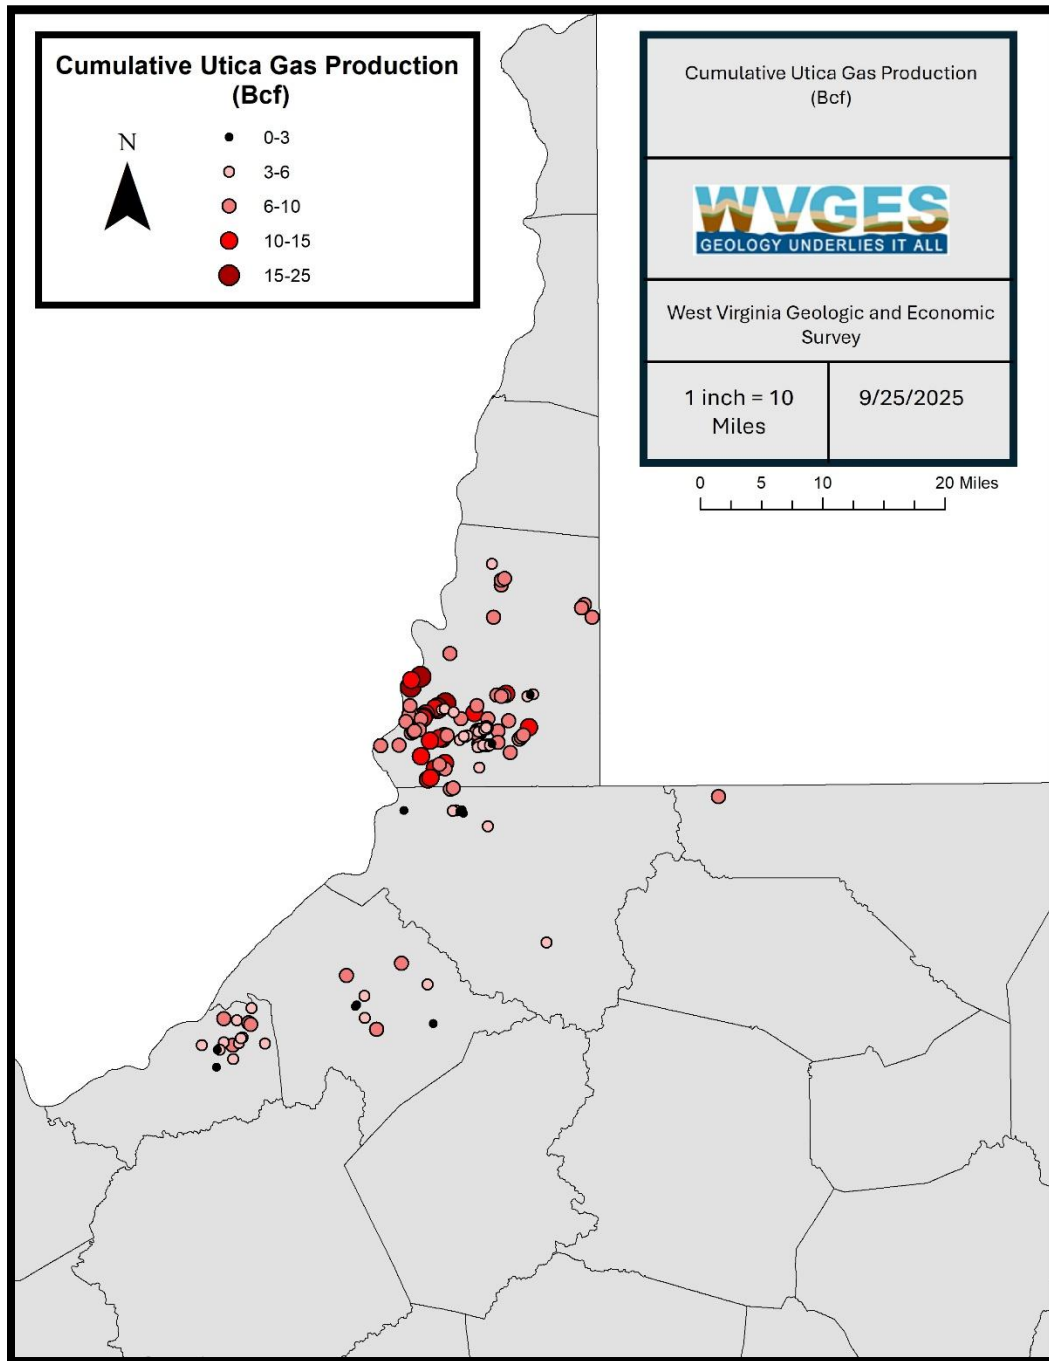 Cumulative Utica Gas Production
(Bcf)
N
0-3
3-6
6-10
10-15
15-25
Cumulative Utica Gas Production
(Bcf)
WVGES
GEOLOGY UNDERLIES IT ALL
West Virginia Geologic and Economic
Survey
1 inch = 10
Miles
9/25/2025
0 5 10 20 Miles